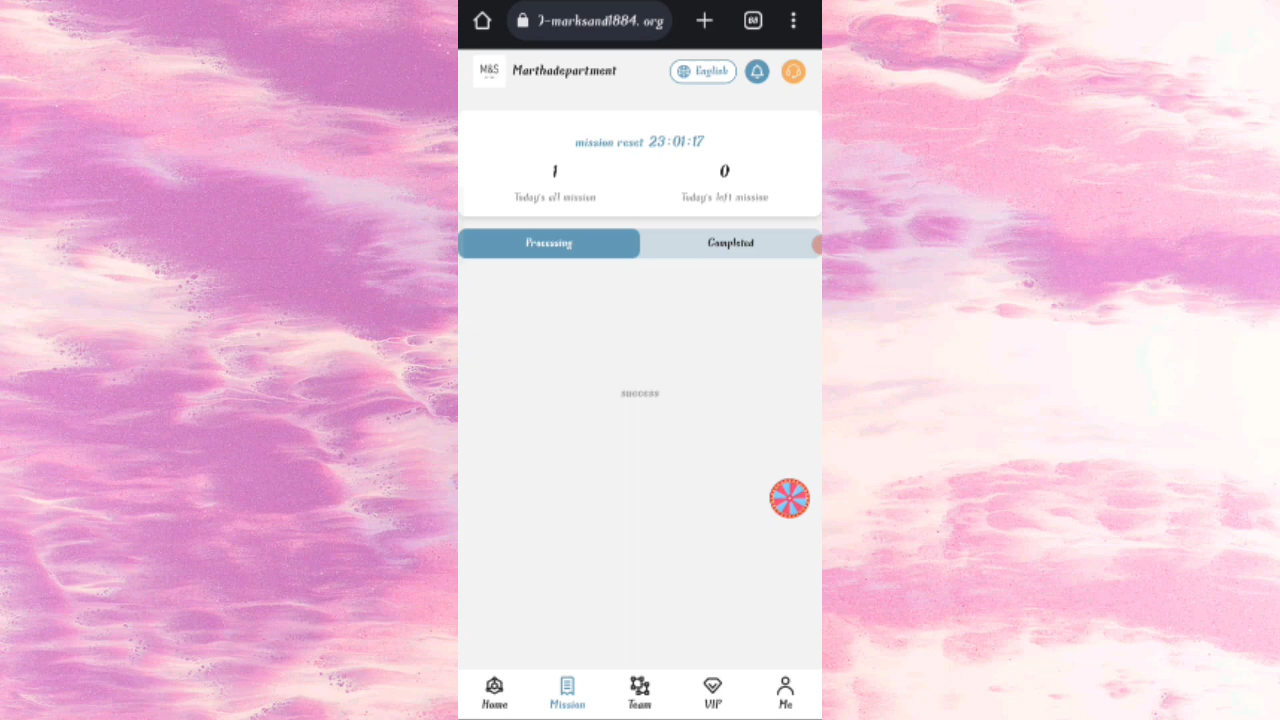 )-marksand1884. org
88
M&S
Marthadepartment
English
mission reset 23:01:17
1
0
Today's all mission
Today's left mission
Processing
Completed
success
Home
Mission
Team
VIP
Me